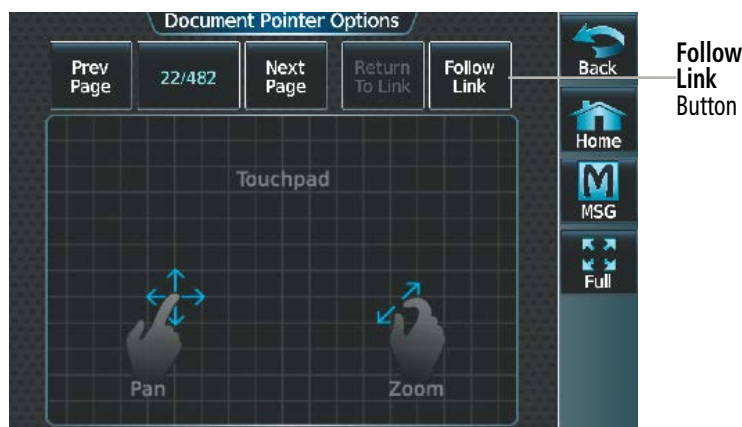 Document Pointer Options
Prev
Page
22/482
Next
Page
Return
To Link
Follow
Link
Back
Follow
Link
Button
Home
Touchpad
MSG
Full
Pan
Zoom